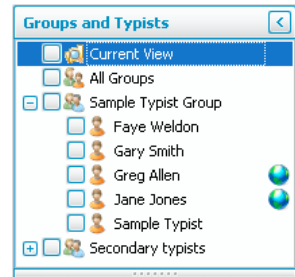 Groups and Typists
Current View
All Groups
Sample Typist Group
Faye Weldon
Gary Smith
Greg Allen
Jane Jones
Sample Typist
Secondary typists